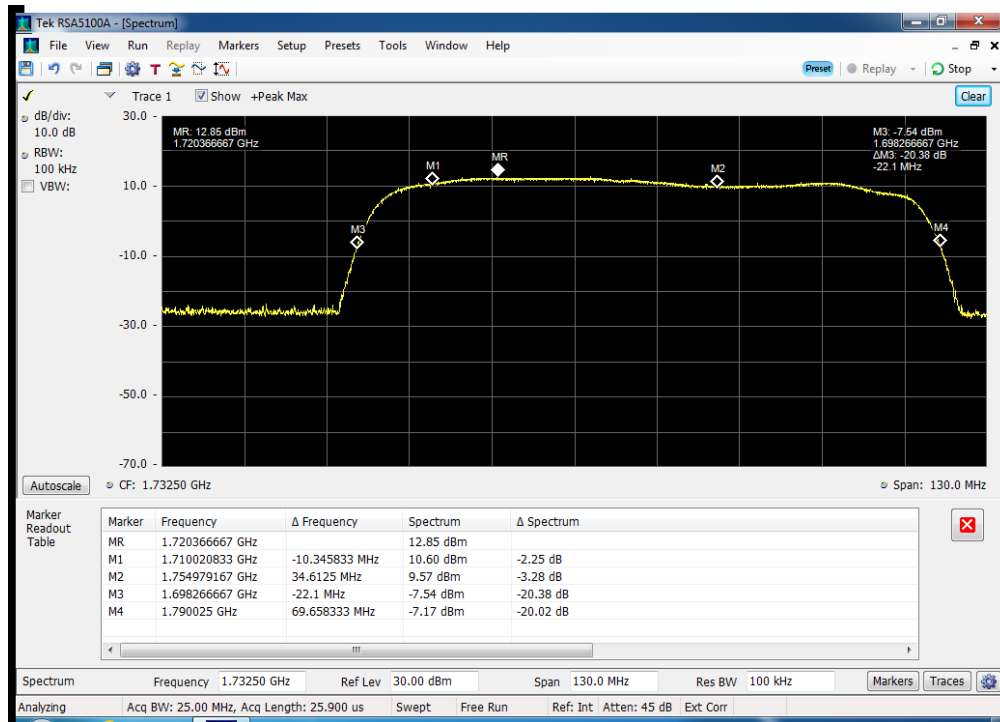 Tek RSA5100A - [Spectrum]
File View Run Replay Markers Setup Presets Tools Window Help
Preset Replay Stop
Trace 1 Show +Peak Max Clear
dB/div:
10.0 dB
RBW:
100 kHz
VBW:
30.0
10.0
-10.0
-30.0
-50.0
-70.0
MR: 12.85 dBm
1.720366667 GHz
M3: -7.54 dBm
1.698266667 GHz
ΔM3: -20.38 dB
-22.1 MHz
M1
MR
M2
M3
M4
Autoscale CF: 1.73250 GHz Span: 130.0 MHz
Marker
Readout
Table
Marker Frequency Δ Frequency Spectrum Δ Spectrum
MR 1.720366667 GHz 12.85 dBm
M1 1.710020833 GHz -10.345833 MHz 10.60 dBm -2.25 dB
M2 1.754979167 GHz 34.6125 MHz 9.57 dBm -3.28 dB
M3 1.698266667 GHz -22.1 MHz -7.54 dBm -20.38 dB
M4 1.790025 GHz 69.658333 MHz -7.17 dBm -20.02 dB
Spectrum Frequency 1.73250 GHz Ref Lev 30.00 dBm Span 130.0 MHz Res BW 100 kHz Markers Traces
Analyzing Acq BW: 25.00 MHz, Acq Length: 25.900 us Swept Free Run Ref: Int Atten: 45 dB Ext Corr